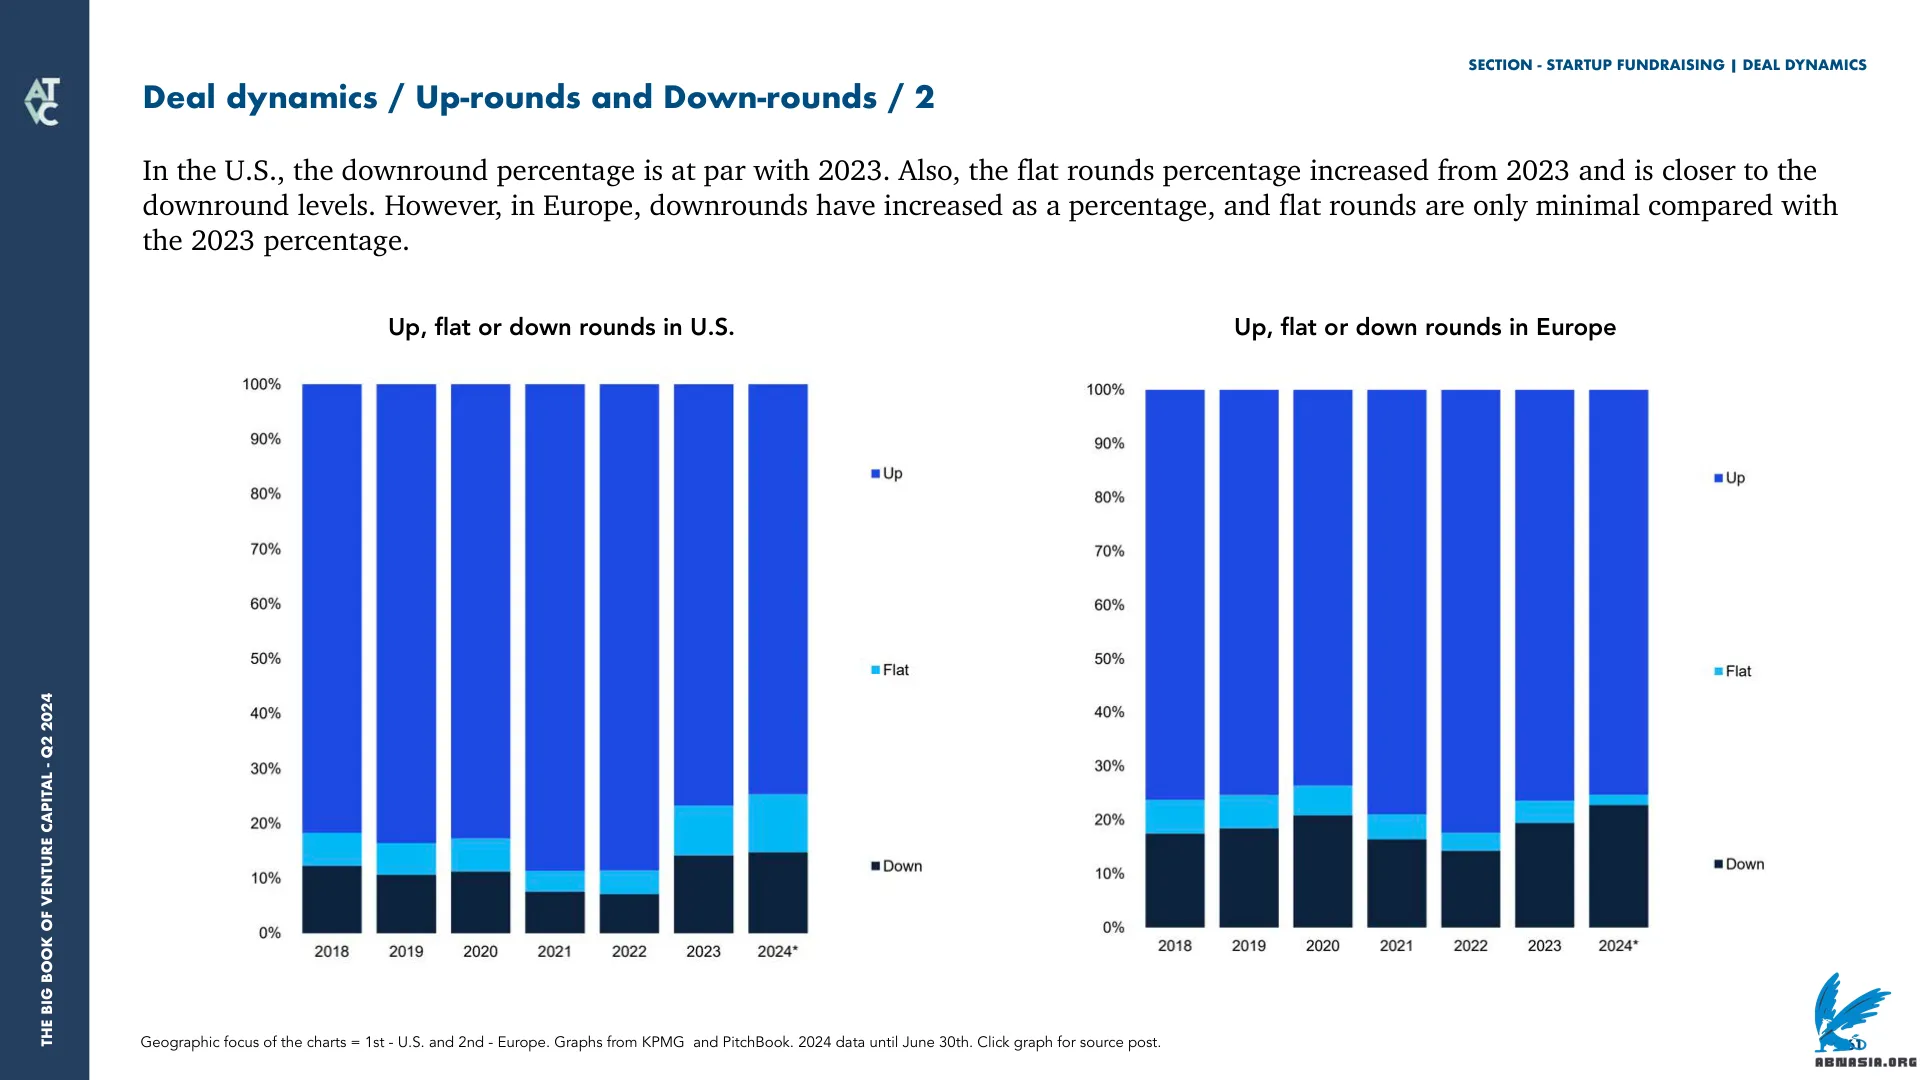 SECTION - STARTUP FUNDRAISING | DEAL DYNAMICS
AT
VC
Deal dynamics / Up-rounds and Down-rounds / 2
In the U.S., the downround percentage is at par with 2023. Also, the flat rounds percentage increased from 2023 and is closer to the
downround levels. However, in Europe, downrounds have increased as a percentage, and flat rounds are only minimal compared with
the 2023 percentage.
Up, flat or down rounds in U.S.
100%
90%
80%
70%
60%
50%
40%
30%
20%
10%
0%
2018 2019 2020 2021 2022 2023 2024*
Up
Flat
Down
Up, flat or down rounds in Europe
100%
90%
80%
70%
60%
50%
40%
30%
20%
10%
0%
2018 2019 2020 2021 2022 2023 2024*
Up
Flat
Down
THE BIG BOOK OF VENTURE CAPITAL - Q2 2024
Geographic focus of the charts = 1st - U.S. and 2nd - Europe. Graphs from KPMG and PitchBook. 2024 data until June 30th. Click graph for source post.
ABNASIA.ORG